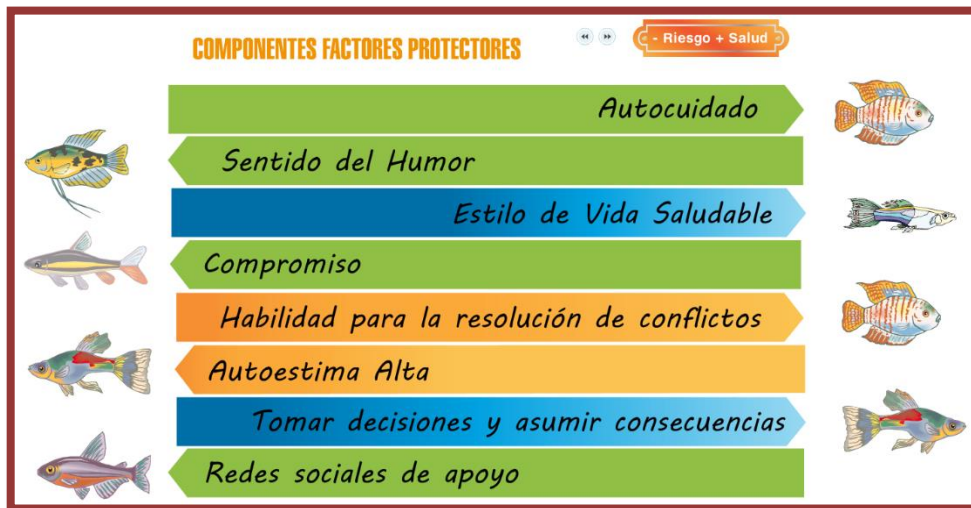 COMPONENTES FACTORES PROTECTORES
- Riesgo + Salud
Autocuidado
Sentido del Humor
Estilo de Vida Saludable
Compromiso
Habilidad para la resolución de conflictos
Autoestima Alta
Tomar decisiones y asumir consecuencias
Redes sociales de apoyo